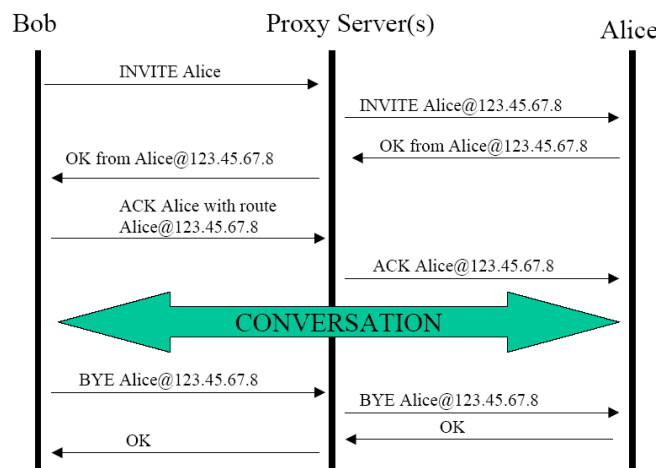 Bob
Proxy Server(s)
Alice
INVITE Alice
INVITE Alice@123.45.67.8
OK from Alice@123.45.67.8
OK from Alice@123.45.67.8
ACK Alice with route
Alice@123.45.67.8
ACK Alice@123.45.67.8
CONVERSATION
BYE Alice@123.45.67.8
BYE Alice@123.45.67.8
OK
OK